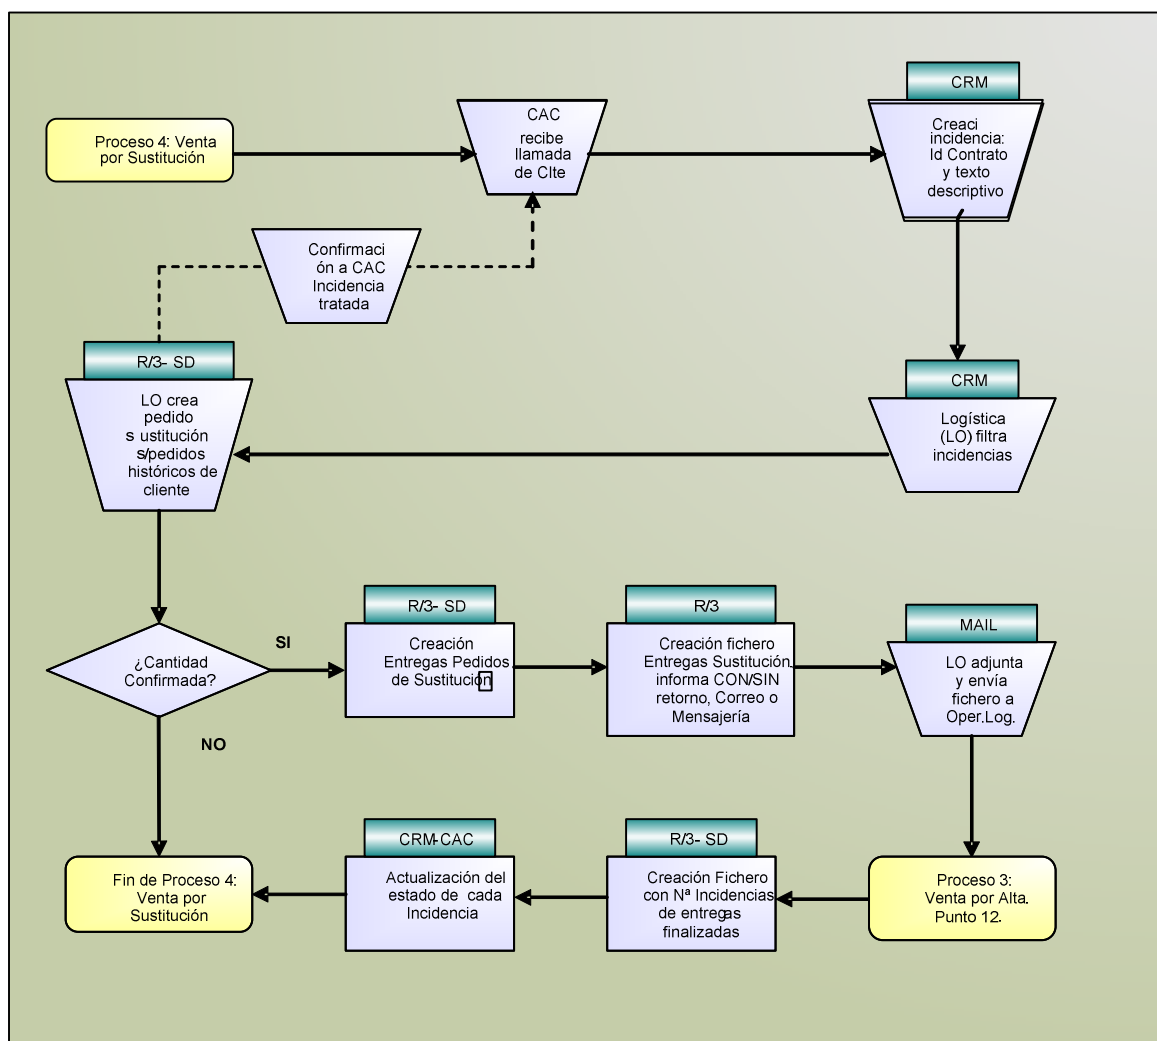 Proceso 4: Venta
por Sustitución
CAC
recibe
llamada
de Clte
CRM
Creaci
incidencia:
Id Contrato
y texto
descriptivo
Confirmaci
ón a CAC
Incidencia
tratada
R/3- SD
LO crea
pedido
s ustitución
s/pedidos
históricos de
cliente
CRM
Logística
(LO) filtra
incidencias
¿Cantidad
Confirmada?
SI
NO
R/3- SD
Creación
Entregas Pedidos
de Sustitución
R/3
Creación fichero
Entregas Sustitución.
informa CON/SIN
retorno, Correo o
Mensajería
MAIL
LO adjunta
y envía
fichero a
Oper.Log.
Fin de Proceso 4:
Venta por
Sustitución
CRM-CAC
Actualización del
estado de cada
Incidencia
R/3- SD
Creación Fichero
con Nª Incidencias
de entregas
finalizadas
Proceso 3:
Venta por Alta.
Punto 12.